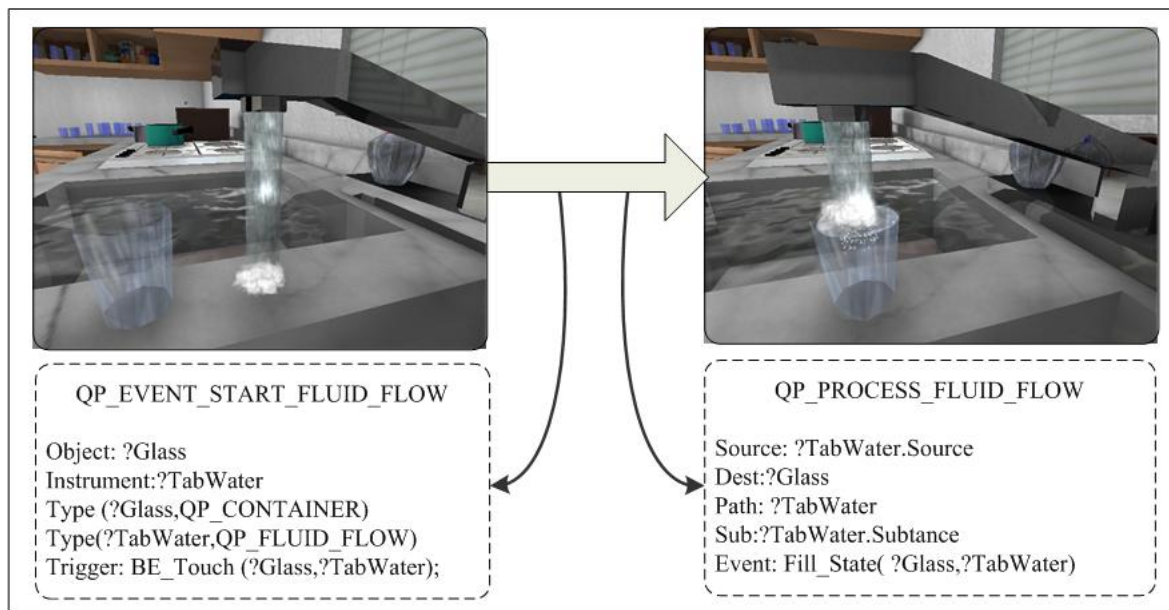 QP_EVENT_START_FLUID_FLOW
Object: ?Glass
Instrument:?TabWater
Type (?Glass,QP_CONTAINER)
Type(?TabWater,QP_FLUID_FLOW)
Trigger: BE_Touch (?Glass,?TabWater);
QP_PROCESS_FLUID_FLOW
Source: ?TabWater.Source
Dest:?Glass
Path: ?TabWater
Sub:?TabWater.Subtance
Event: Fill_State( ?Glass,?TabWater)